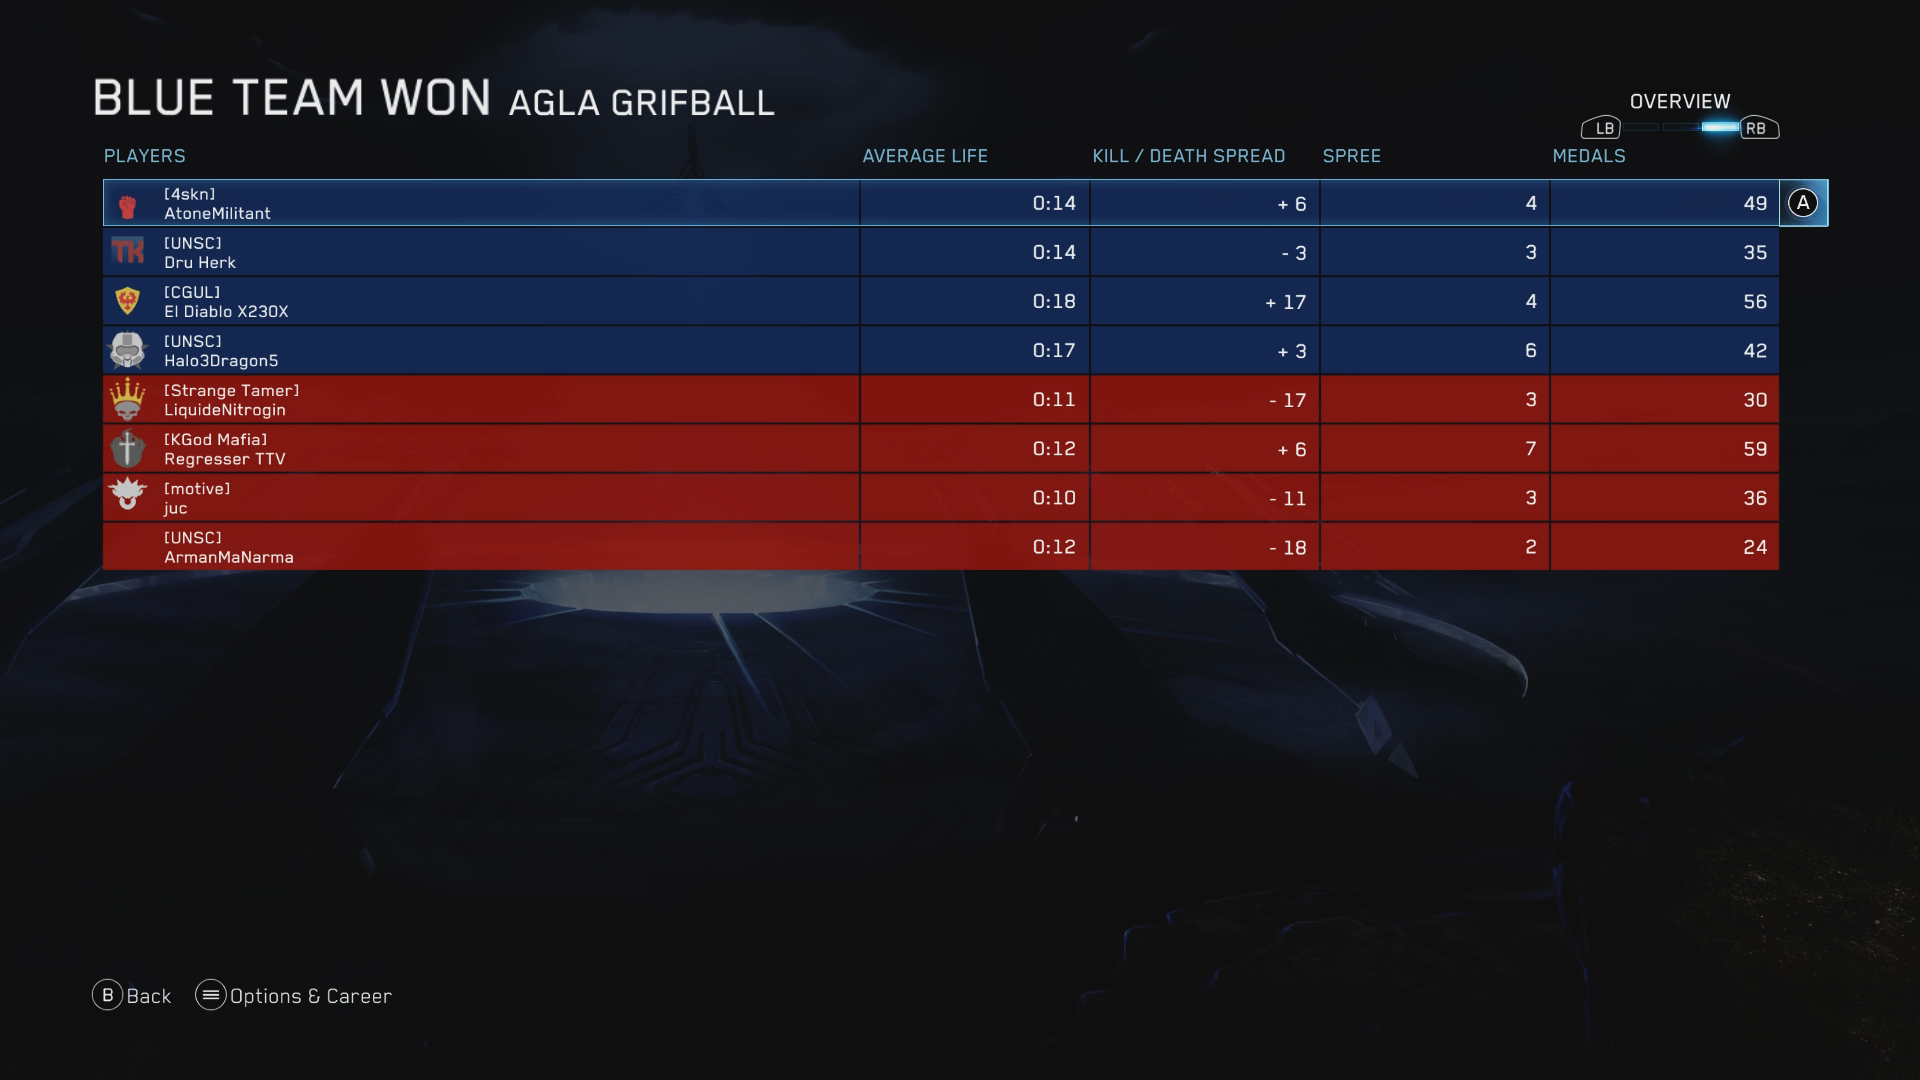 BLUE TEAM WON AGLA GRIFBALL
OVERVIEW
LB RB
PLAYERS AVERAGE LIFE KILL / DEATH SPREAD SPREE MEDALS
[4skn]
AtoneMilitant 0:14 + 6 4 49 A
TK [UNSC]
Dru Herk 0:14 - 3 3 35
[CGUL]
El Diablo X230X 0:18 + 17 4 56
[UNSC]
Halo3Dragon5 0:17 + 3 6 42
[Strange Tamer]
LiquideNitrogin 0:11 - 17 3 30
[KGod Mafia]
Regresser TTV 0:12 + 6 7 59
[motive]
juc 0:10 - 11 3 36
[UNSC]
ArmanMaNarma 0:12 - 18 2 24
B Back Options & Career